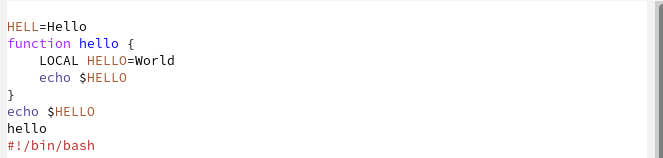 HELL=Hello
function hello {
    LOCAL HELLO=World
    echo $HELLO
}
echo $HELLO
hello
#!/bin/bash